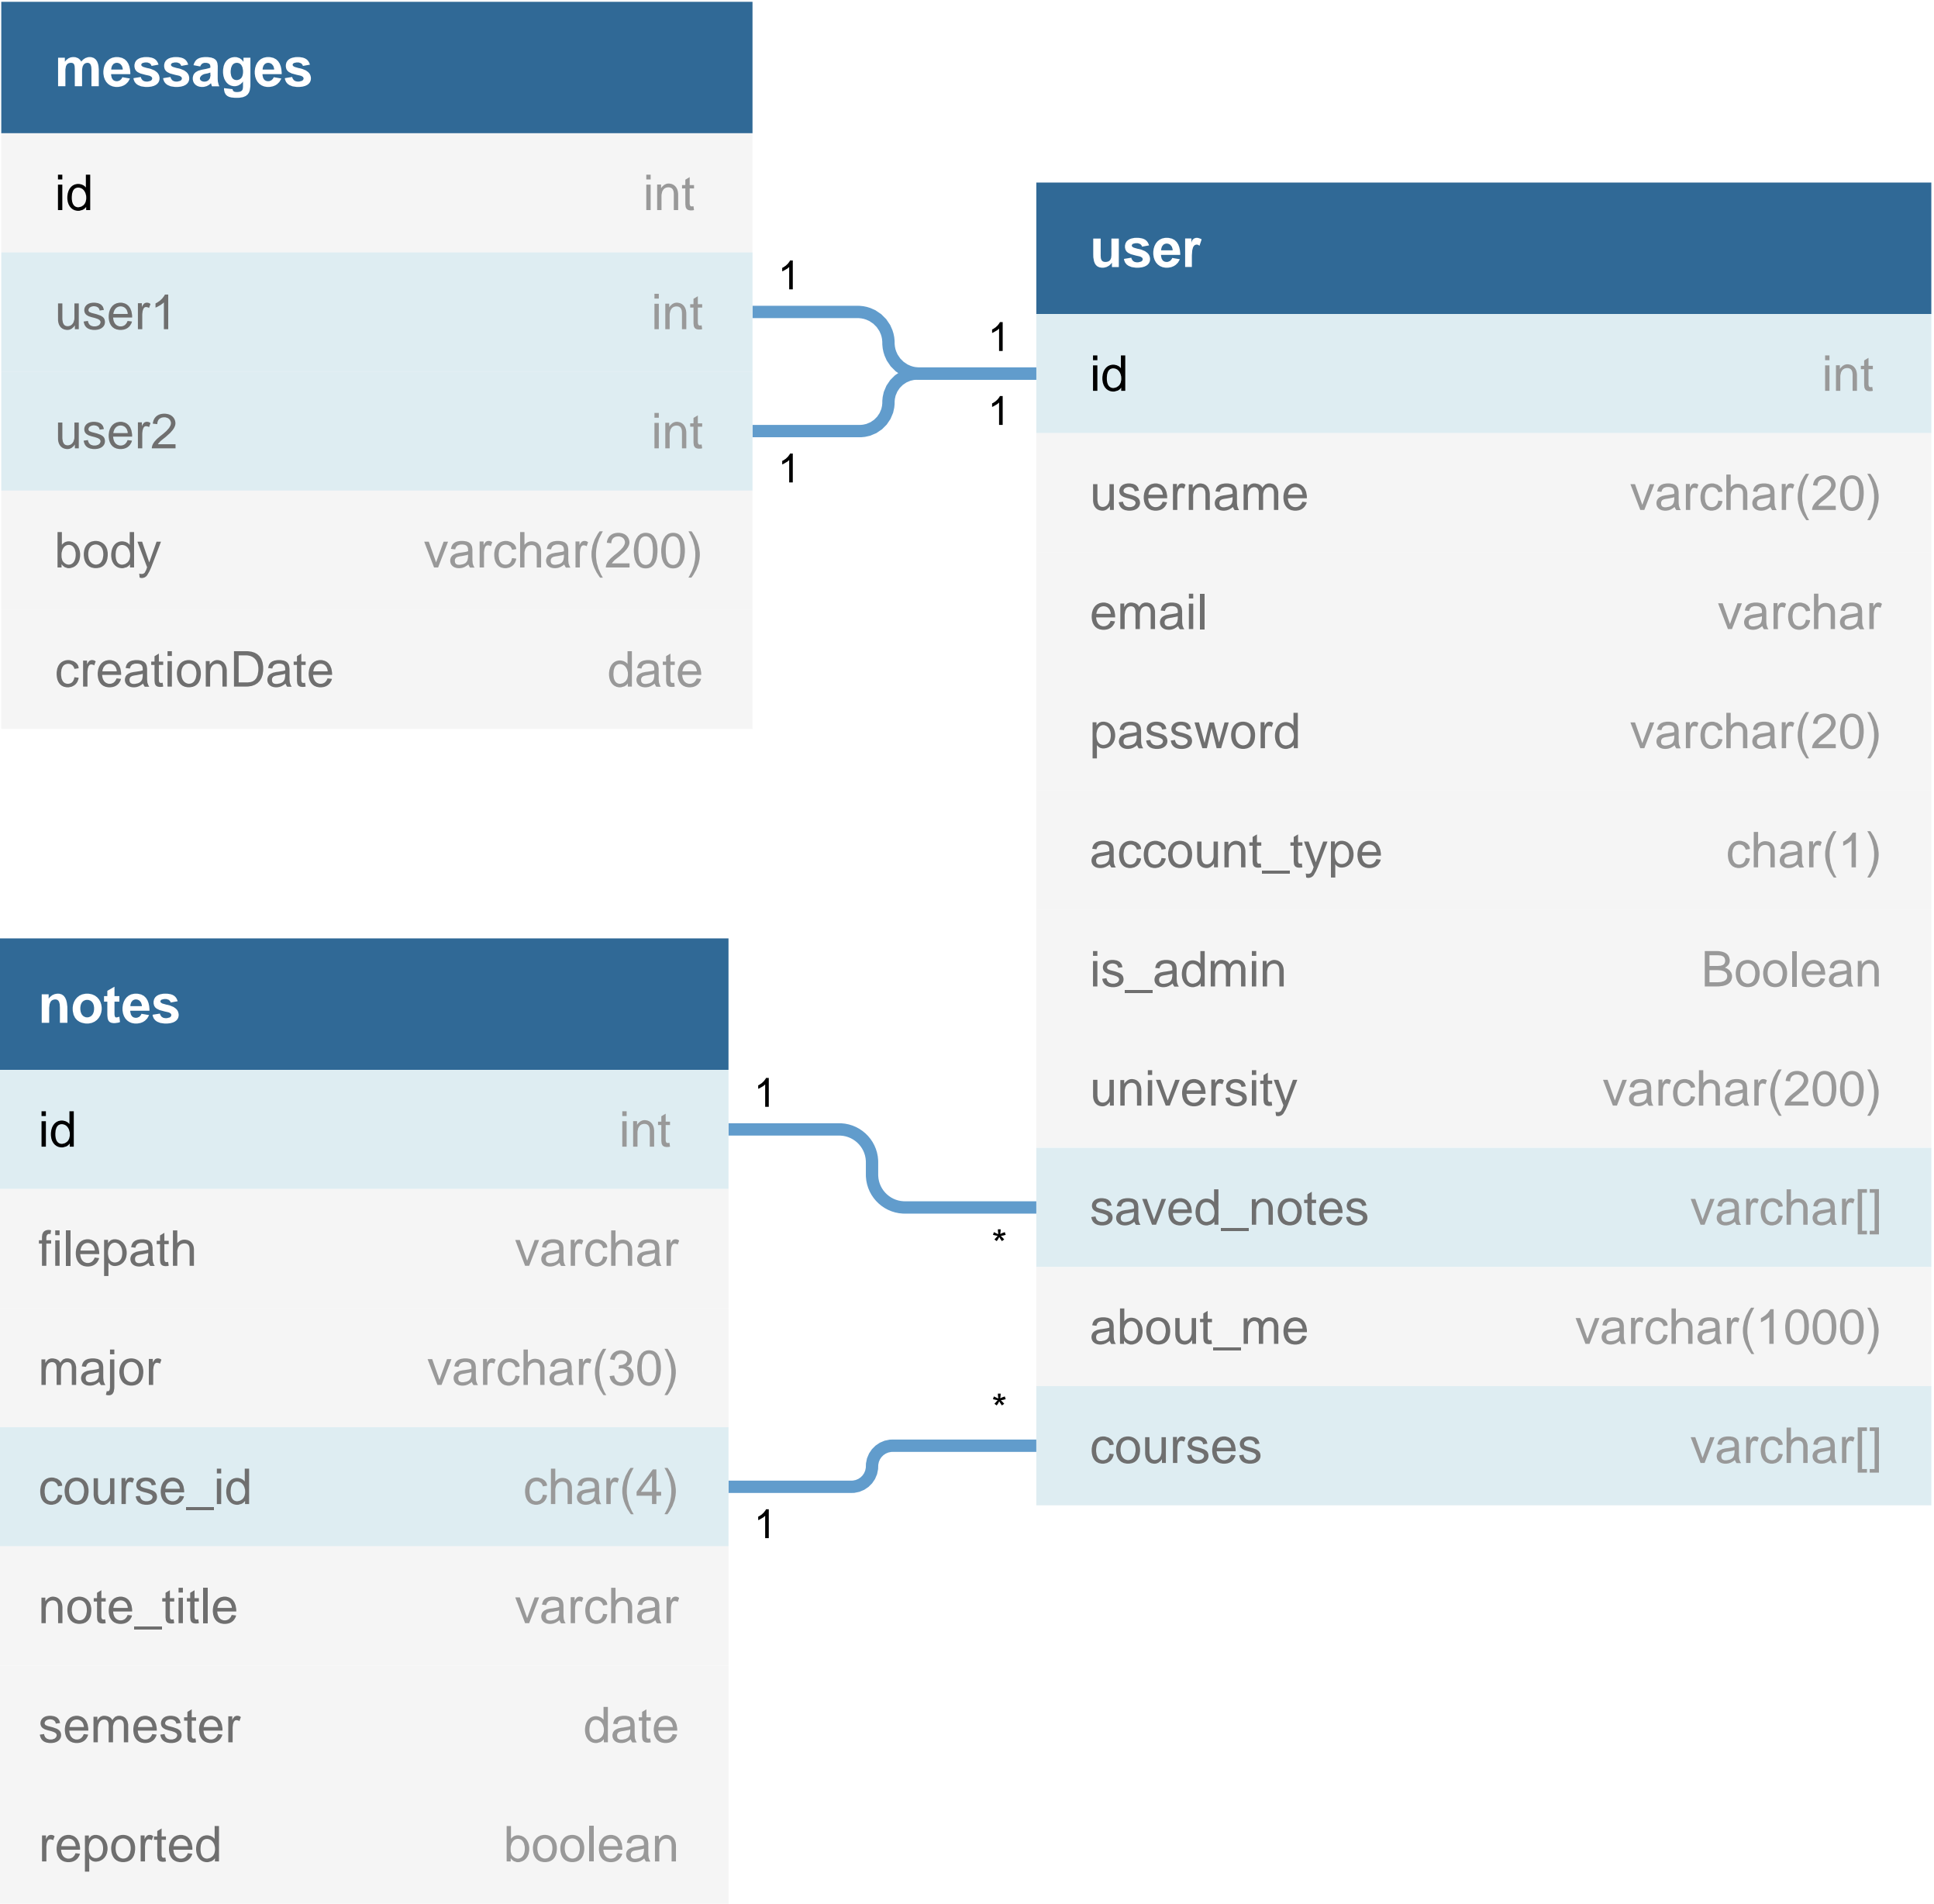 messages
id int
user1 int
user2 int
body varchar(200)
creationDate date
1
1
1
1
user
id int
username varchar(20)
email varchar
password varchar(20)
account_type char(1)
is_admin Boolean
university varchar(200)
saved_notes varchar[]
about_me varchar(1000)
courses varchar[]
notes
id int
filepath varchar
major varchar(30)
course_id char(4)
note_title varchar
semester date
reported boolean
1
*
*
1